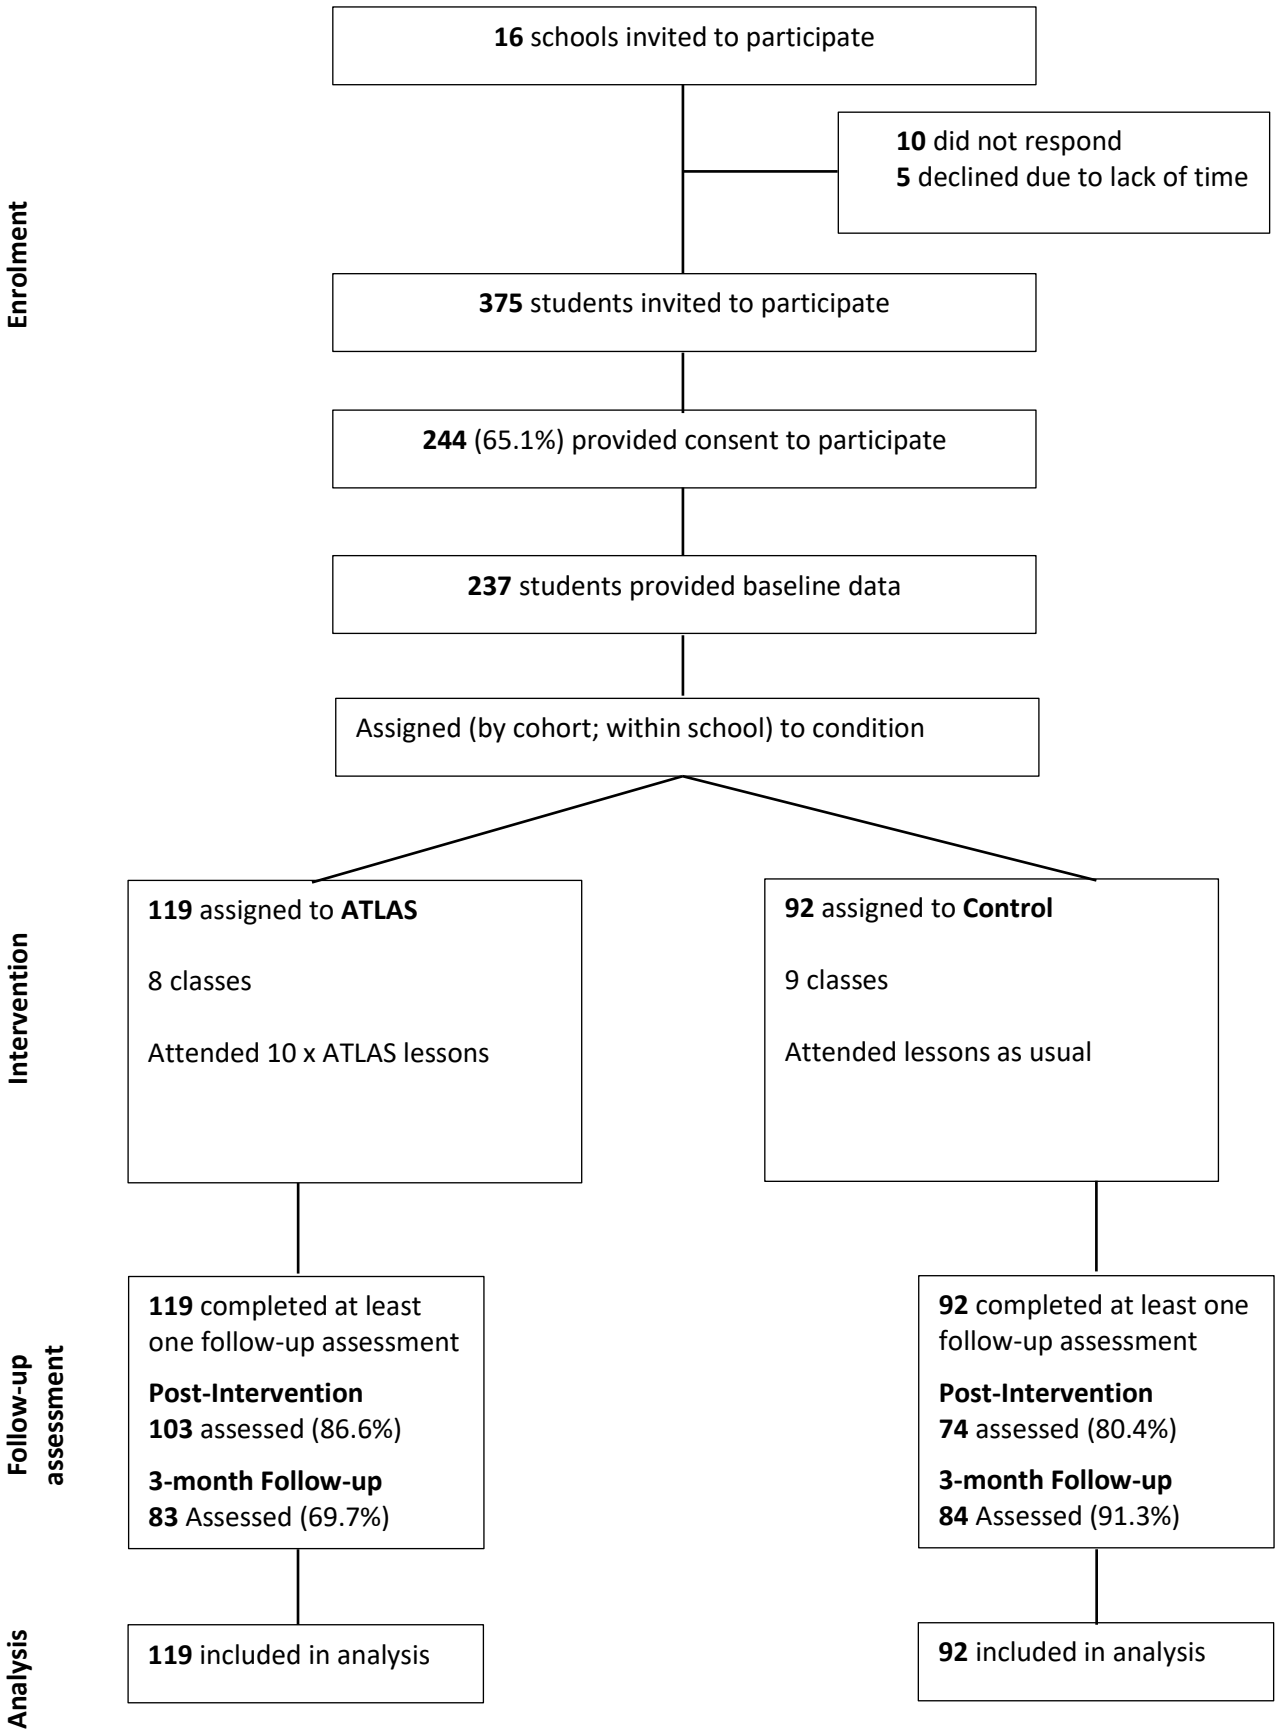 16 schools invited to participate
10 did not respond
5 declined due to lack of time
Enrolment
375 students invited to participate
244 (65.1%) provided consent to participate
237 students provided baseline data
Assigned (by cohort; within school) to condition
Intervention
119 assigned to ATLAS
8 classes
Attended 10 x ATLAS lessons
92 assigned to Control
9 classes
Attended lessons as usual
Follow-up
assessment
119 completed at least
one follow-up assessment
Post-Intervention
103 assessed (86.6%)
3-month Follow-up
83 Assessed (69.7%)
92 completed at least one
follow-up assessment
Post-Intervention
74 assessed (80.4%)
3-month Follow-up
84 Assessed (91.3%)
Analysis
119 included in analysis
92 included in analysis